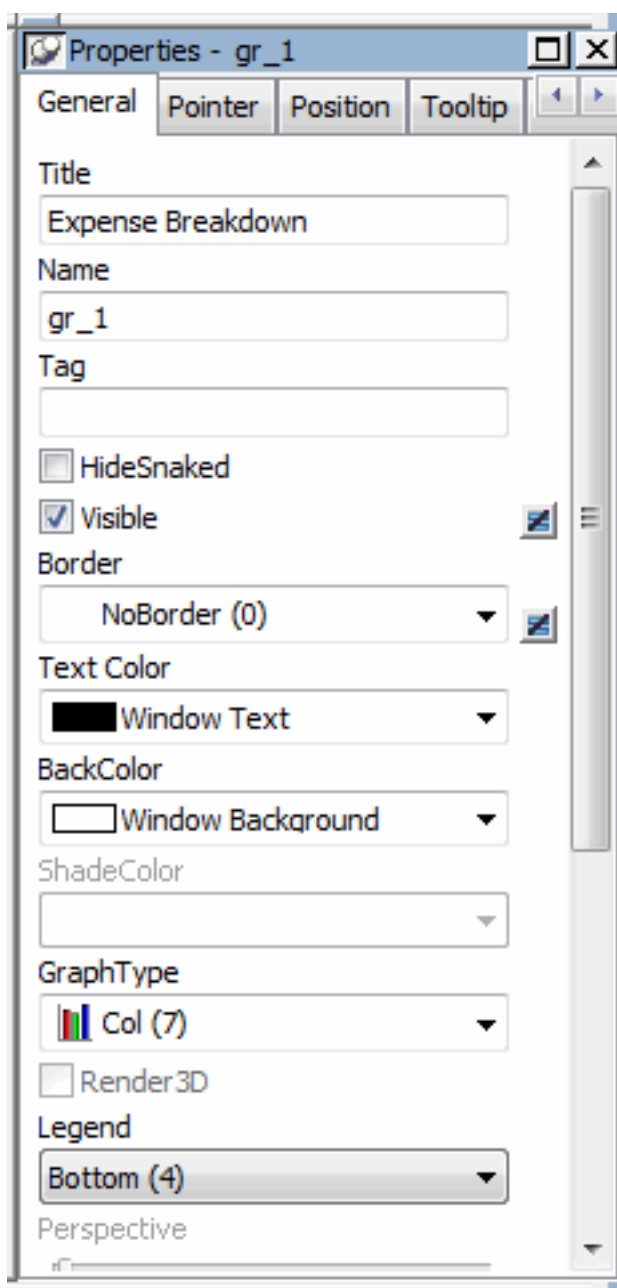 Properties - gr_1
General Pointer Position Tooltip
Title
Expense Breakdown
Name
gr_1
Tag
HideSnaked
Visible
Border
NoBorder (0)
Text Color
Window Text
BackColor
Window Background
ShadeColor
GraphType
Col (7)
Render3D
Legend
Bottom (4)
Perspective